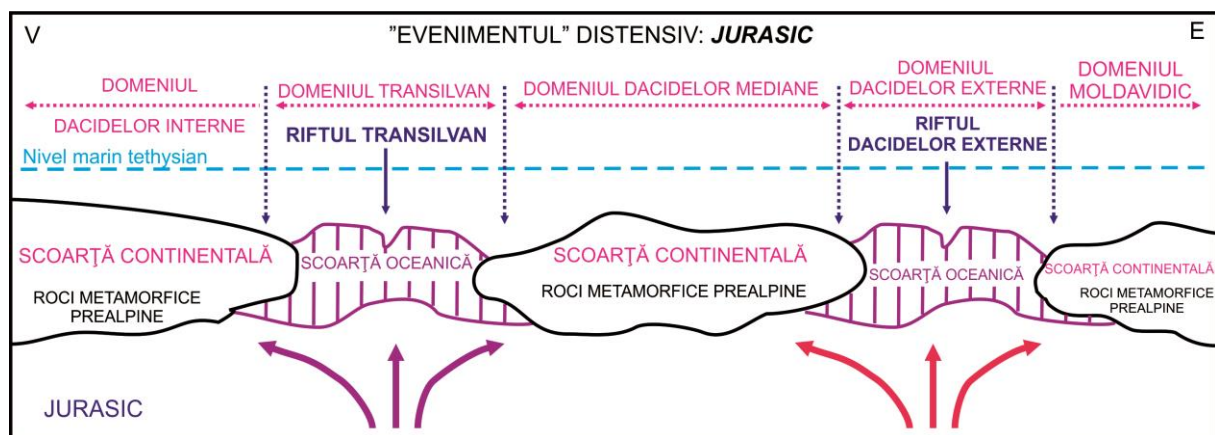 V
"EVENIMENTUL" DISTENSIV: JURASIC
E
DOMENIUL
DACIDELOR INTERNE
DOMENIUL TRANSILVAN
RIFTUL TRANSILVAN
DOMENIUL DACIDELOR MEDIANE
DOMENIUL
DACIDELOR EXTERNE
RIFTUL
DACIDELOR EXTERNE
DOMENIUL
MOLDAVIDIC
Nivel marin tethysian
SCOARŢĂ CONTINENTALĂ
ROCI METAMORFICE
PREALPINE
SCOARŢĂ OCEANICĂ
SCOARŢĂ CONTINENTALĂ
ROCI METAMORFICE PREALPINE
SCOARŢĂ OCEANICĂ
SCOARŢĂ CONTINENTALĂ
ROCI METAMORFICE
PREALPINE
JURASIC